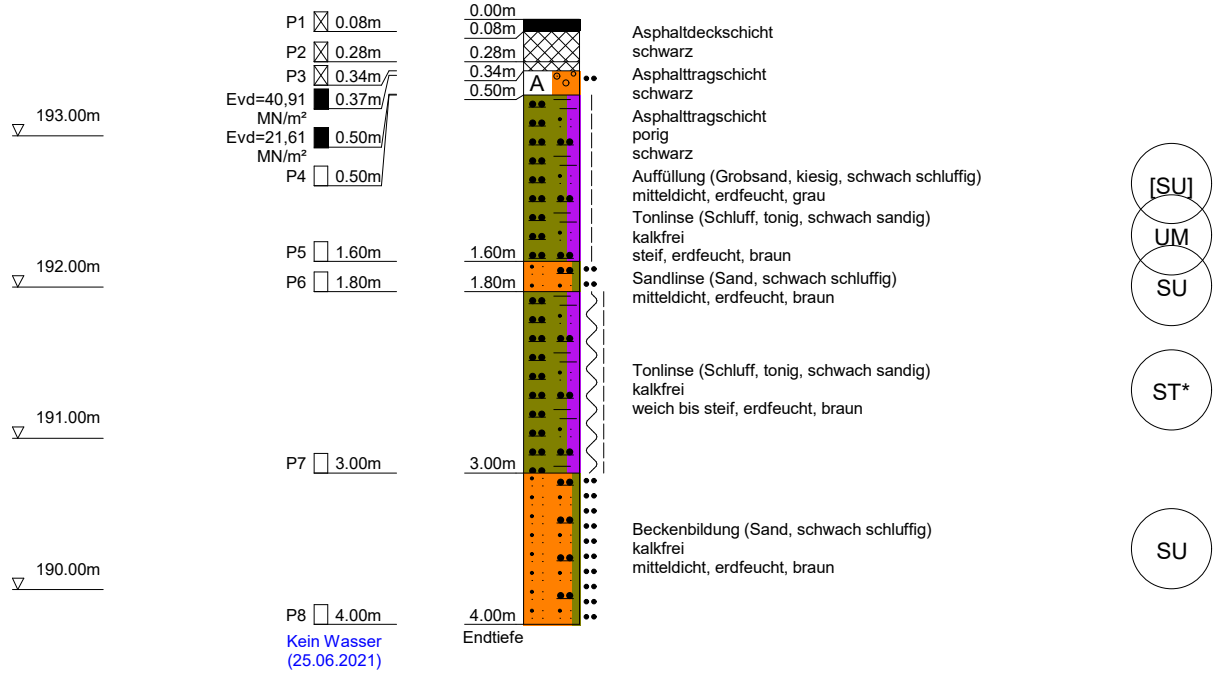 193.00m
192.00m
191.00m
190.00m
P1 0.08m
P2 0.28m
P3 0.34m
Evd=40,91 0.37m
MN/m²
Evd=21,61 0.50m
MN/m²
P4 0.50m
P5 1.60m
P6 1.80m
P7 3.00m
P8 4.00m
Kein Wasser
(25.06.2021)
0.00m
0.08m
0.28m
0.34m
0.50m
1.60m
1.80m
3.00m
4.00m
Endtiefe
A
Asphaltdeckschicht
schwarz
Asphalttragschicht
schwarz
Asphalttragschicht
porig
schwarz
Auffüllung (Grobsand, kiesig, schwach schluffig)
mitteldicht, erdfeucht, grau
Tonlinse (Schluff, tonig, schwach sandig)
kalkfrei
steif, erdfeucht, braun
Sandlinse (Sand, schwach schluffig)
mitteldicht, erdfeucht, braun
Tonlinse (Schluff, tonig, schwach sandig)
kalkfrei
weich bis steif, erdfeucht, braun
Beckenbildung (Sand, schwach schluffig)
kalkfrei
mitteldicht, erdfeucht, braun
[SU]
UM
SU
ST*
SU